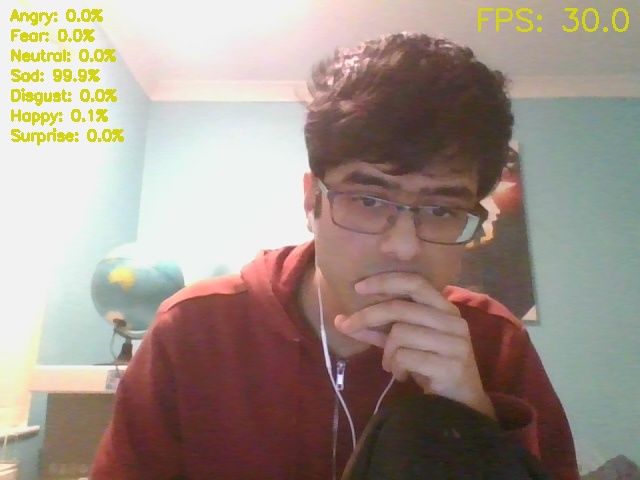 Angry: 0.0%
FPS: 30.0
Fear: 0.0%
Neutral: 0.0%
Sad: 99.9%
Disgust: 0.0%
Happy: 0.1%
Surprise: 0.0%